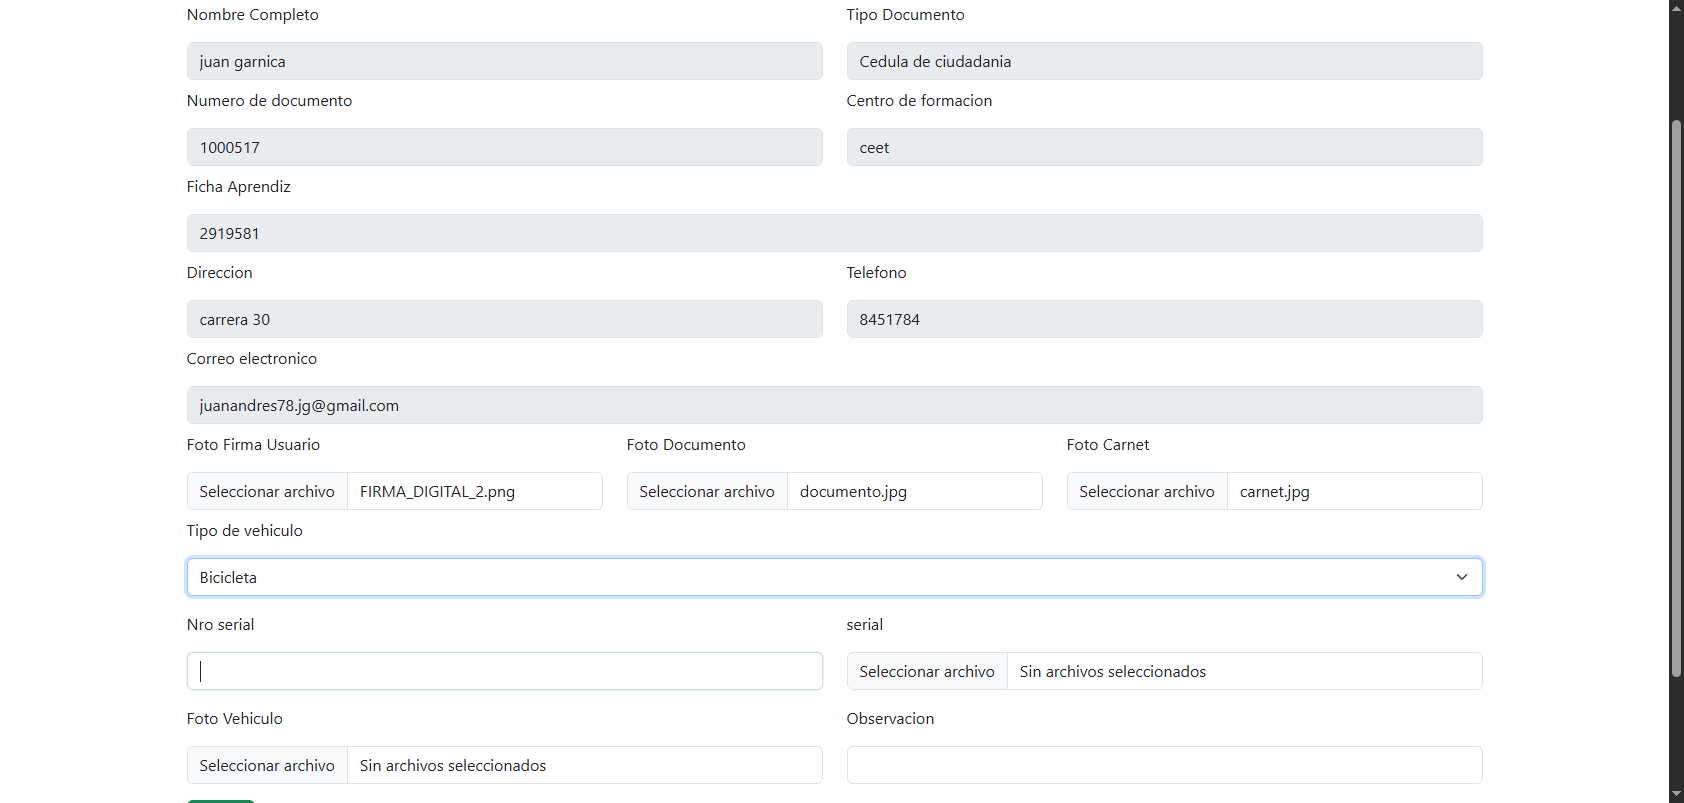 Nombre Completo
Tipo Documento
juan garnica
Cedula de ciudadania
Numero de documento
Centro de formacion
1000517
ceet
Ficha Aprendiz
2919581
Direccion
Telefono
carrera 30
8451784
Correo electronico
juanandres78.jg@gmail.com
Foto Firma Usuario
Foto Documento
Foto Carnet
Seleccionar archivo FIRMA_DIGITAL_2.png
Seleccionar archivo documento.jpg
Seleccionar archivo carnet.jpg
Tipo de vehiculo
Bicicleta
Nro serial
serial
Seleccionar archivo Sin archivos seleccionados
Foto Vehiculo
Observacion
Seleccionar archivo Sin archivos seleccionados